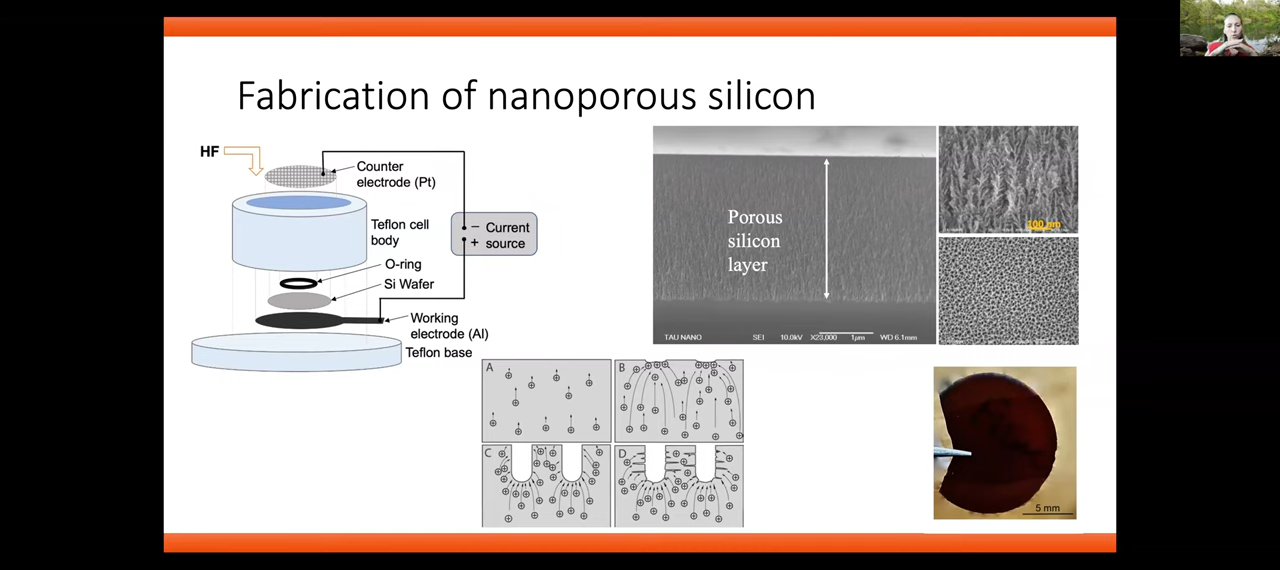 Fabrication of nanoporous silicon
HF
Counter
electrode (Pt)
Teflon cell
body
− Current
+ source
O-ring
Si Wafer
Working
electrode (Al)
Teflon base
Porous
silicon
layer
TAU NANO SEI 10.0kV X23,000 1µm WD 6.1mm
100 nm
A
B
C
D
5 mm